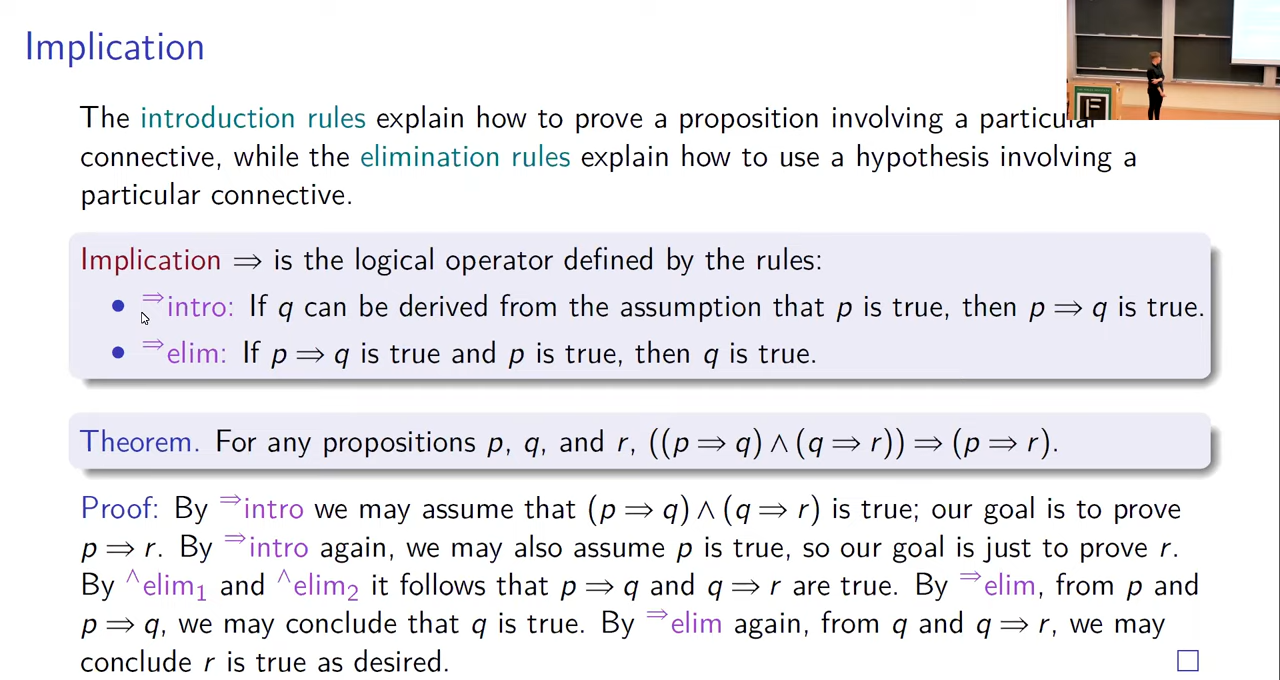 Implication
The introduction rules explain how to prove a proposition involving a particular
connective, while the elimination rules explain how to use a hypothesis involving a
particular connective.
Implication ⇒ is the logical operator defined by the rules:
• ⇒intro: If q can be derived from the assumption that p is true, then p ⇒ q is true.
• ⇒elim: If p ⇒ q is true and p is true, then q is true.
Theorem. For any propositions p, q, and r, ((p ⇒ q) ∧ (q ⇒ r)) ⇒ (p ⇒ r).
Proof: By ⇒intro we may assume that (p ⇒ q) ∧ (q ⇒ r) is true; our goal is to prove
p ⇒ r. By ⇒intro again, we may also assume p is true, so our goal is just to prove r.
By ∧elim₁ and ∧elim₂ it follows that p ⇒ q and q ⇒ r are true. By ⇒elim, from p and
p ⇒ q, we may conclude that q is true. By ⇒elim again, from q and q ⇒ r, we may
conclude r is true as desired. □